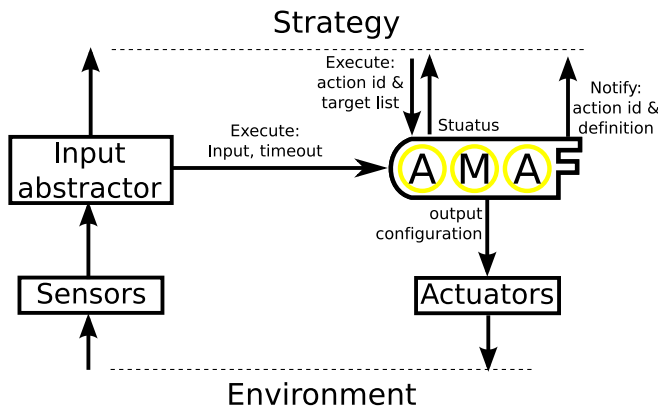 Strategy
Execute:
action id &
target list
Notify:
action id &
definition
Stuatus
Execute:
Input, timeout
Input
abstractor
A M A
output
configuration
Sensors
Actuators
Environment